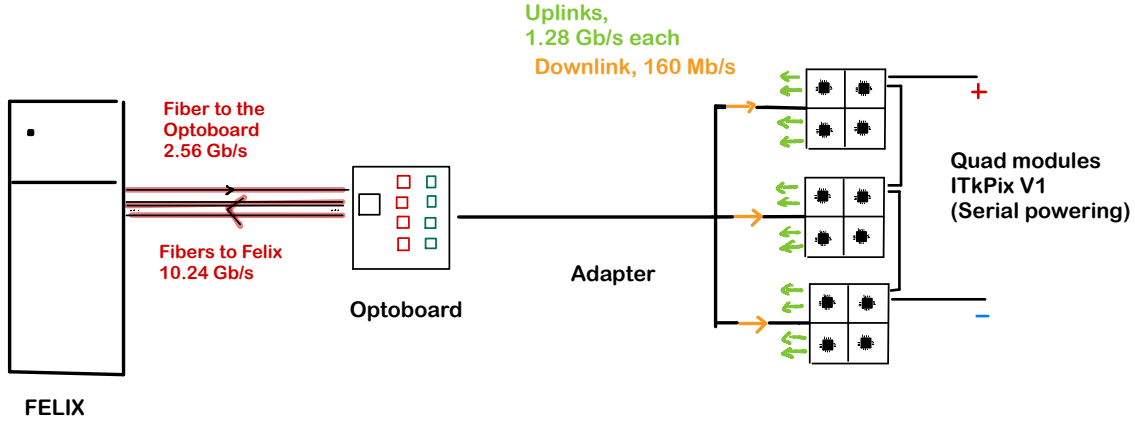 Uplinks,
1.28 Gb/s each
Downlink, 160 Mb/s
Fiber to the
Optoboard
2.56 Gb/s
+
Quad modules
ITkPix V1
(Serial powering)
Fibers to Felix
10.24 Gb/s
Adapter
Optoboard
−
FELIX